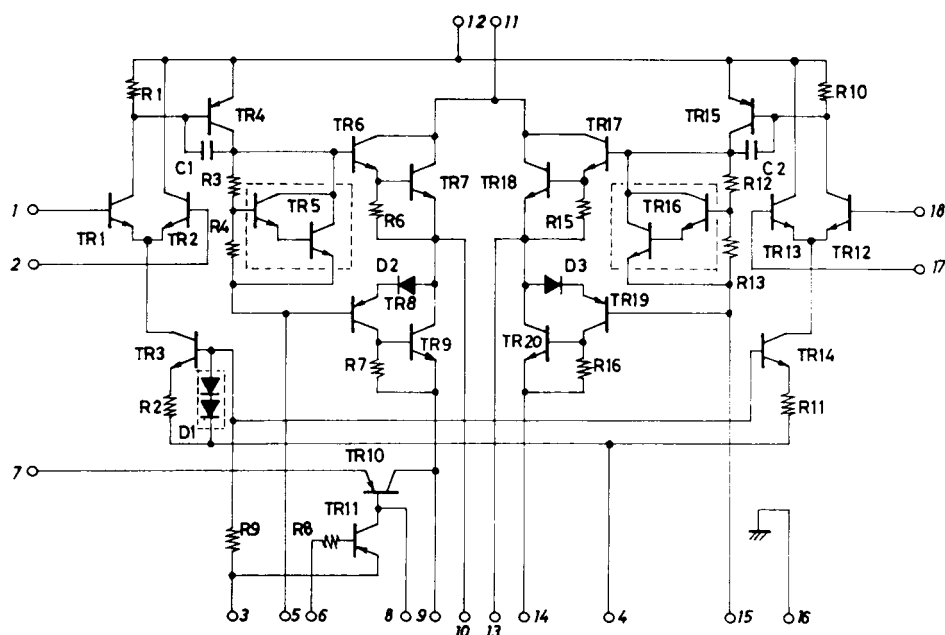 12 11
R1 R10
TR4 TR6 TR17 TR15
C1 TR7 TR18 C2
R3 TR5 R6 R15 TR16 R12
1 R4 18
TR1 TR2 TR13 TR12
2 D2 D3 R13 17
TR8 TR19
TR3 TR9 TR20 TR14
R7 R16
R2 D1 R11
TR10
7
TR11
R9 R8
3 5 6 8 9 10 13 14 4 15 16